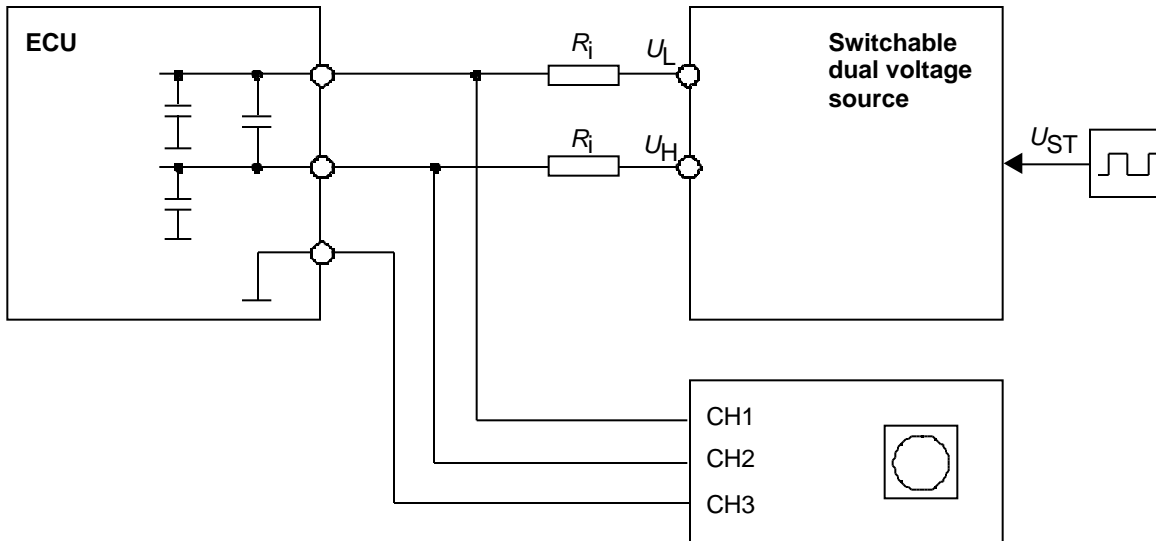 ECU
Ri
UL
Switchable
dual voltage
source
Ri
UH
UST
CH1
CH2
CH3